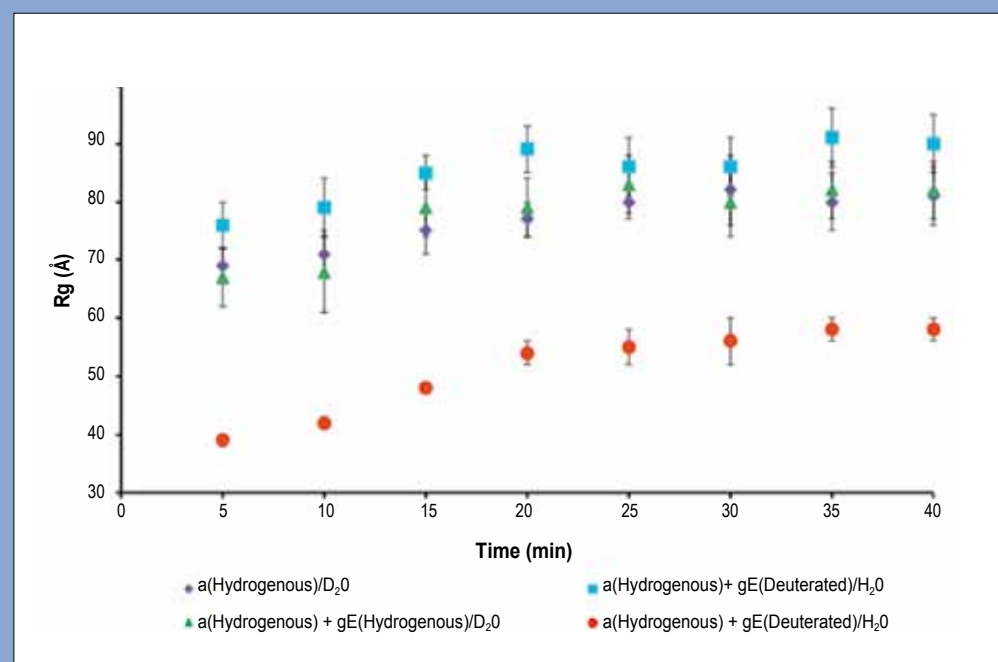 90
80
70
60
50
40
30
Rg (Å)
0 5 10 15 20 25 30 35 40
Time (min)
a(Hydrogenous)/D₂0 a(Hydrogenous)+ gE(Deuterated)/H₂0
a(Hydrogenous) + gE(Hydrogenous)/D₂0 a(Hydrogenous) + gE(Deuterated)/H₂0